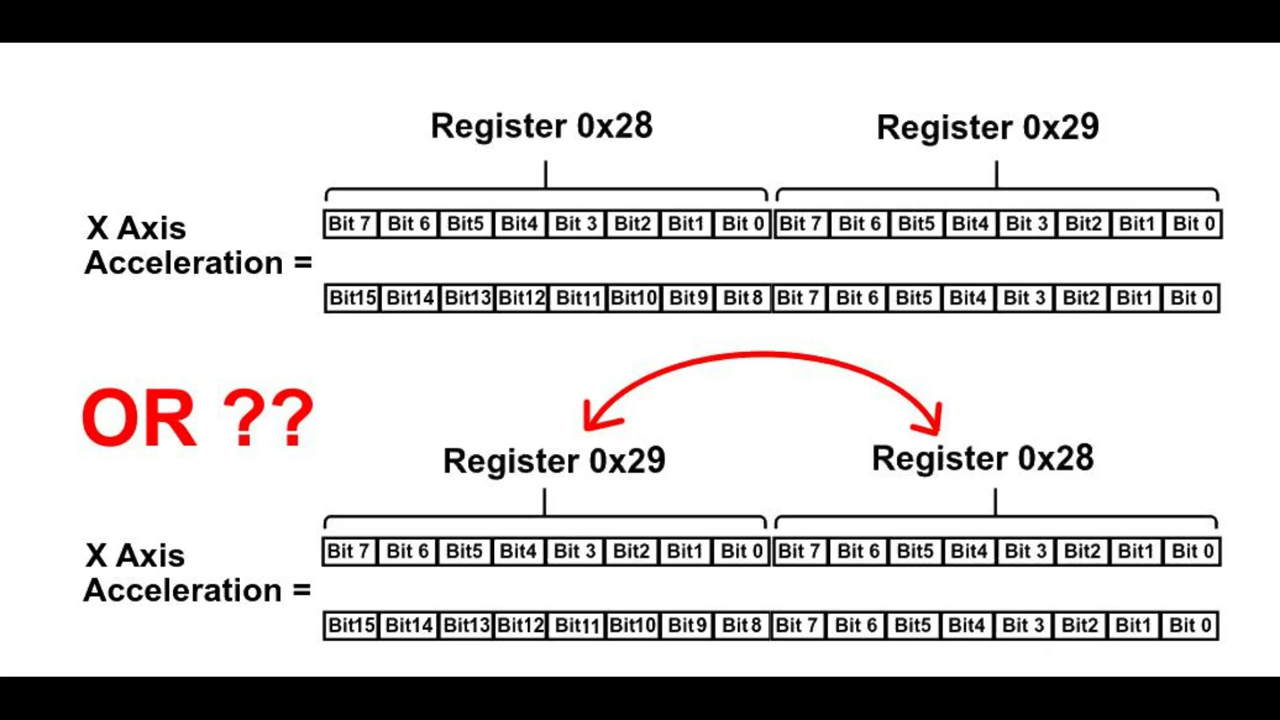 Register 0x28 Register 0x29
X Axis
Acceleration =
Bit 7 Bit 6 Bit5 Bit4 Bit 3 Bit2 Bit1 Bit 0 Bit 7 Bit 6 Bit5 Bit4 Bit 3 Bit2 Bit1 Bit 0
Bit15 Bit14 Bit13 Bit12 Bit11 Bit10 Bit9 Bit8 Bit 7 Bit 6 Bit5 Bit4 Bit 3 Bit2 Bit1 Bit 0
OR ??
Register 0x29 Register 0x28
X Axis
Acceleration =
Bit 7 Bit 6 Bit5 Bit4 Bit 3 Bit2 Bit1 Bit 0 Bit 7 Bit 6 Bit5 Bit4 Bit 3 Bit2 Bit1 Bit 0
Bit15 Bit14 Bit13 Bit12 Bit11 Bit10 Bit9 Bit8 Bit 7 Bit 6 Bit5 Bit4 Bit 3 Bit2 Bit1 Bit 0